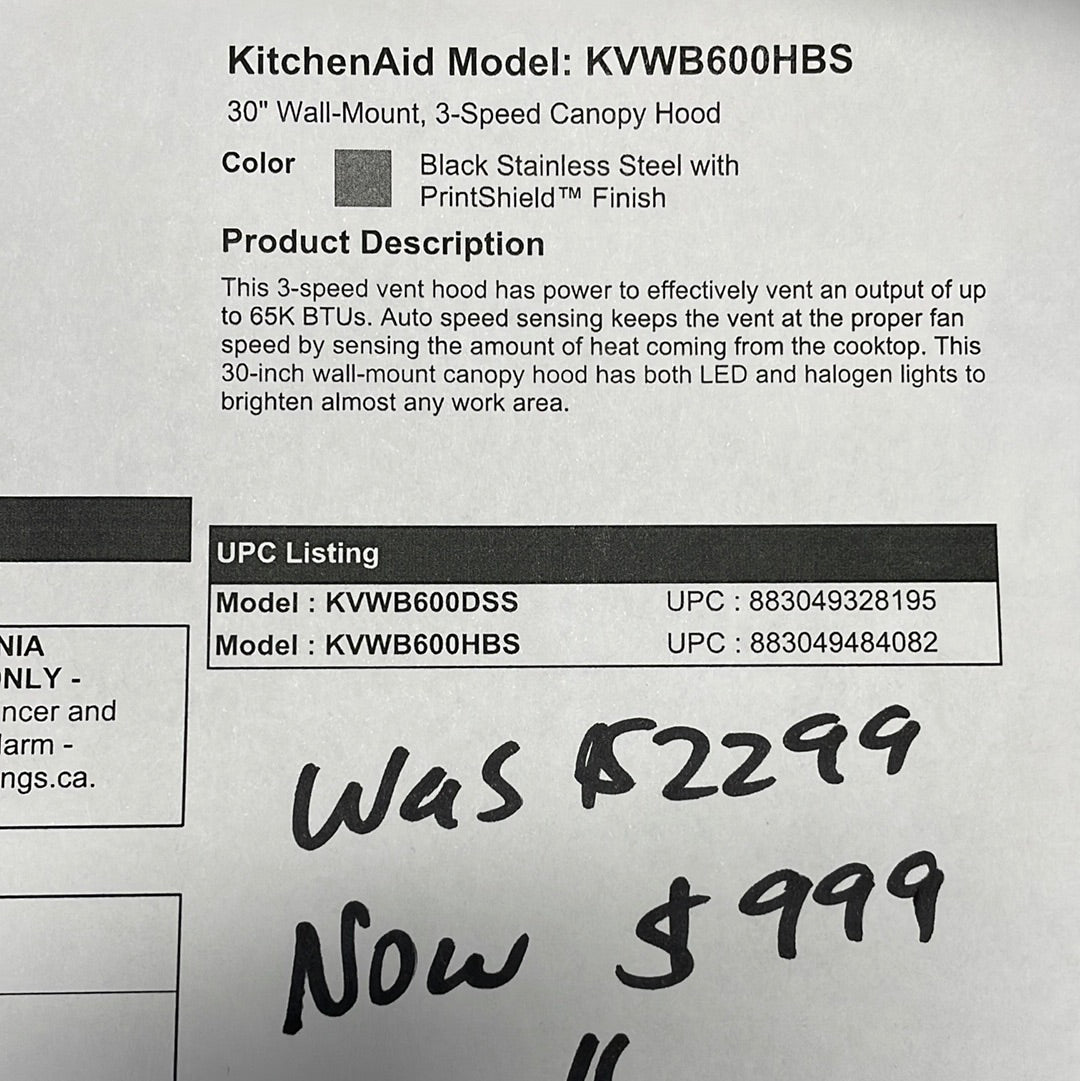 KitchenAid Model: KVWB600HBS
30" Wall-Mount, 3-Speed Canopy Hood
Color
Black Stainless Steel with
PrintShield™ Finish
Product Description
This 3-speed vent hood has power to effectively vent an output of up
to 65K BTUs. Auto speed sensing keeps the vent at the proper fan
speed by sensing the amount of heat coming from the cooktop. This
30-inch wall-mount canopy hood has both LED and halogen lights to
brighten almost any work area.
UPC Listing
Model : KVWB600DSS UPC : 883049328195
Model : KVWB600HBS UPC : 883049484082
NIA
NLY -
ncer and
arm -
ngs.ca.
Was $2299
Now $999